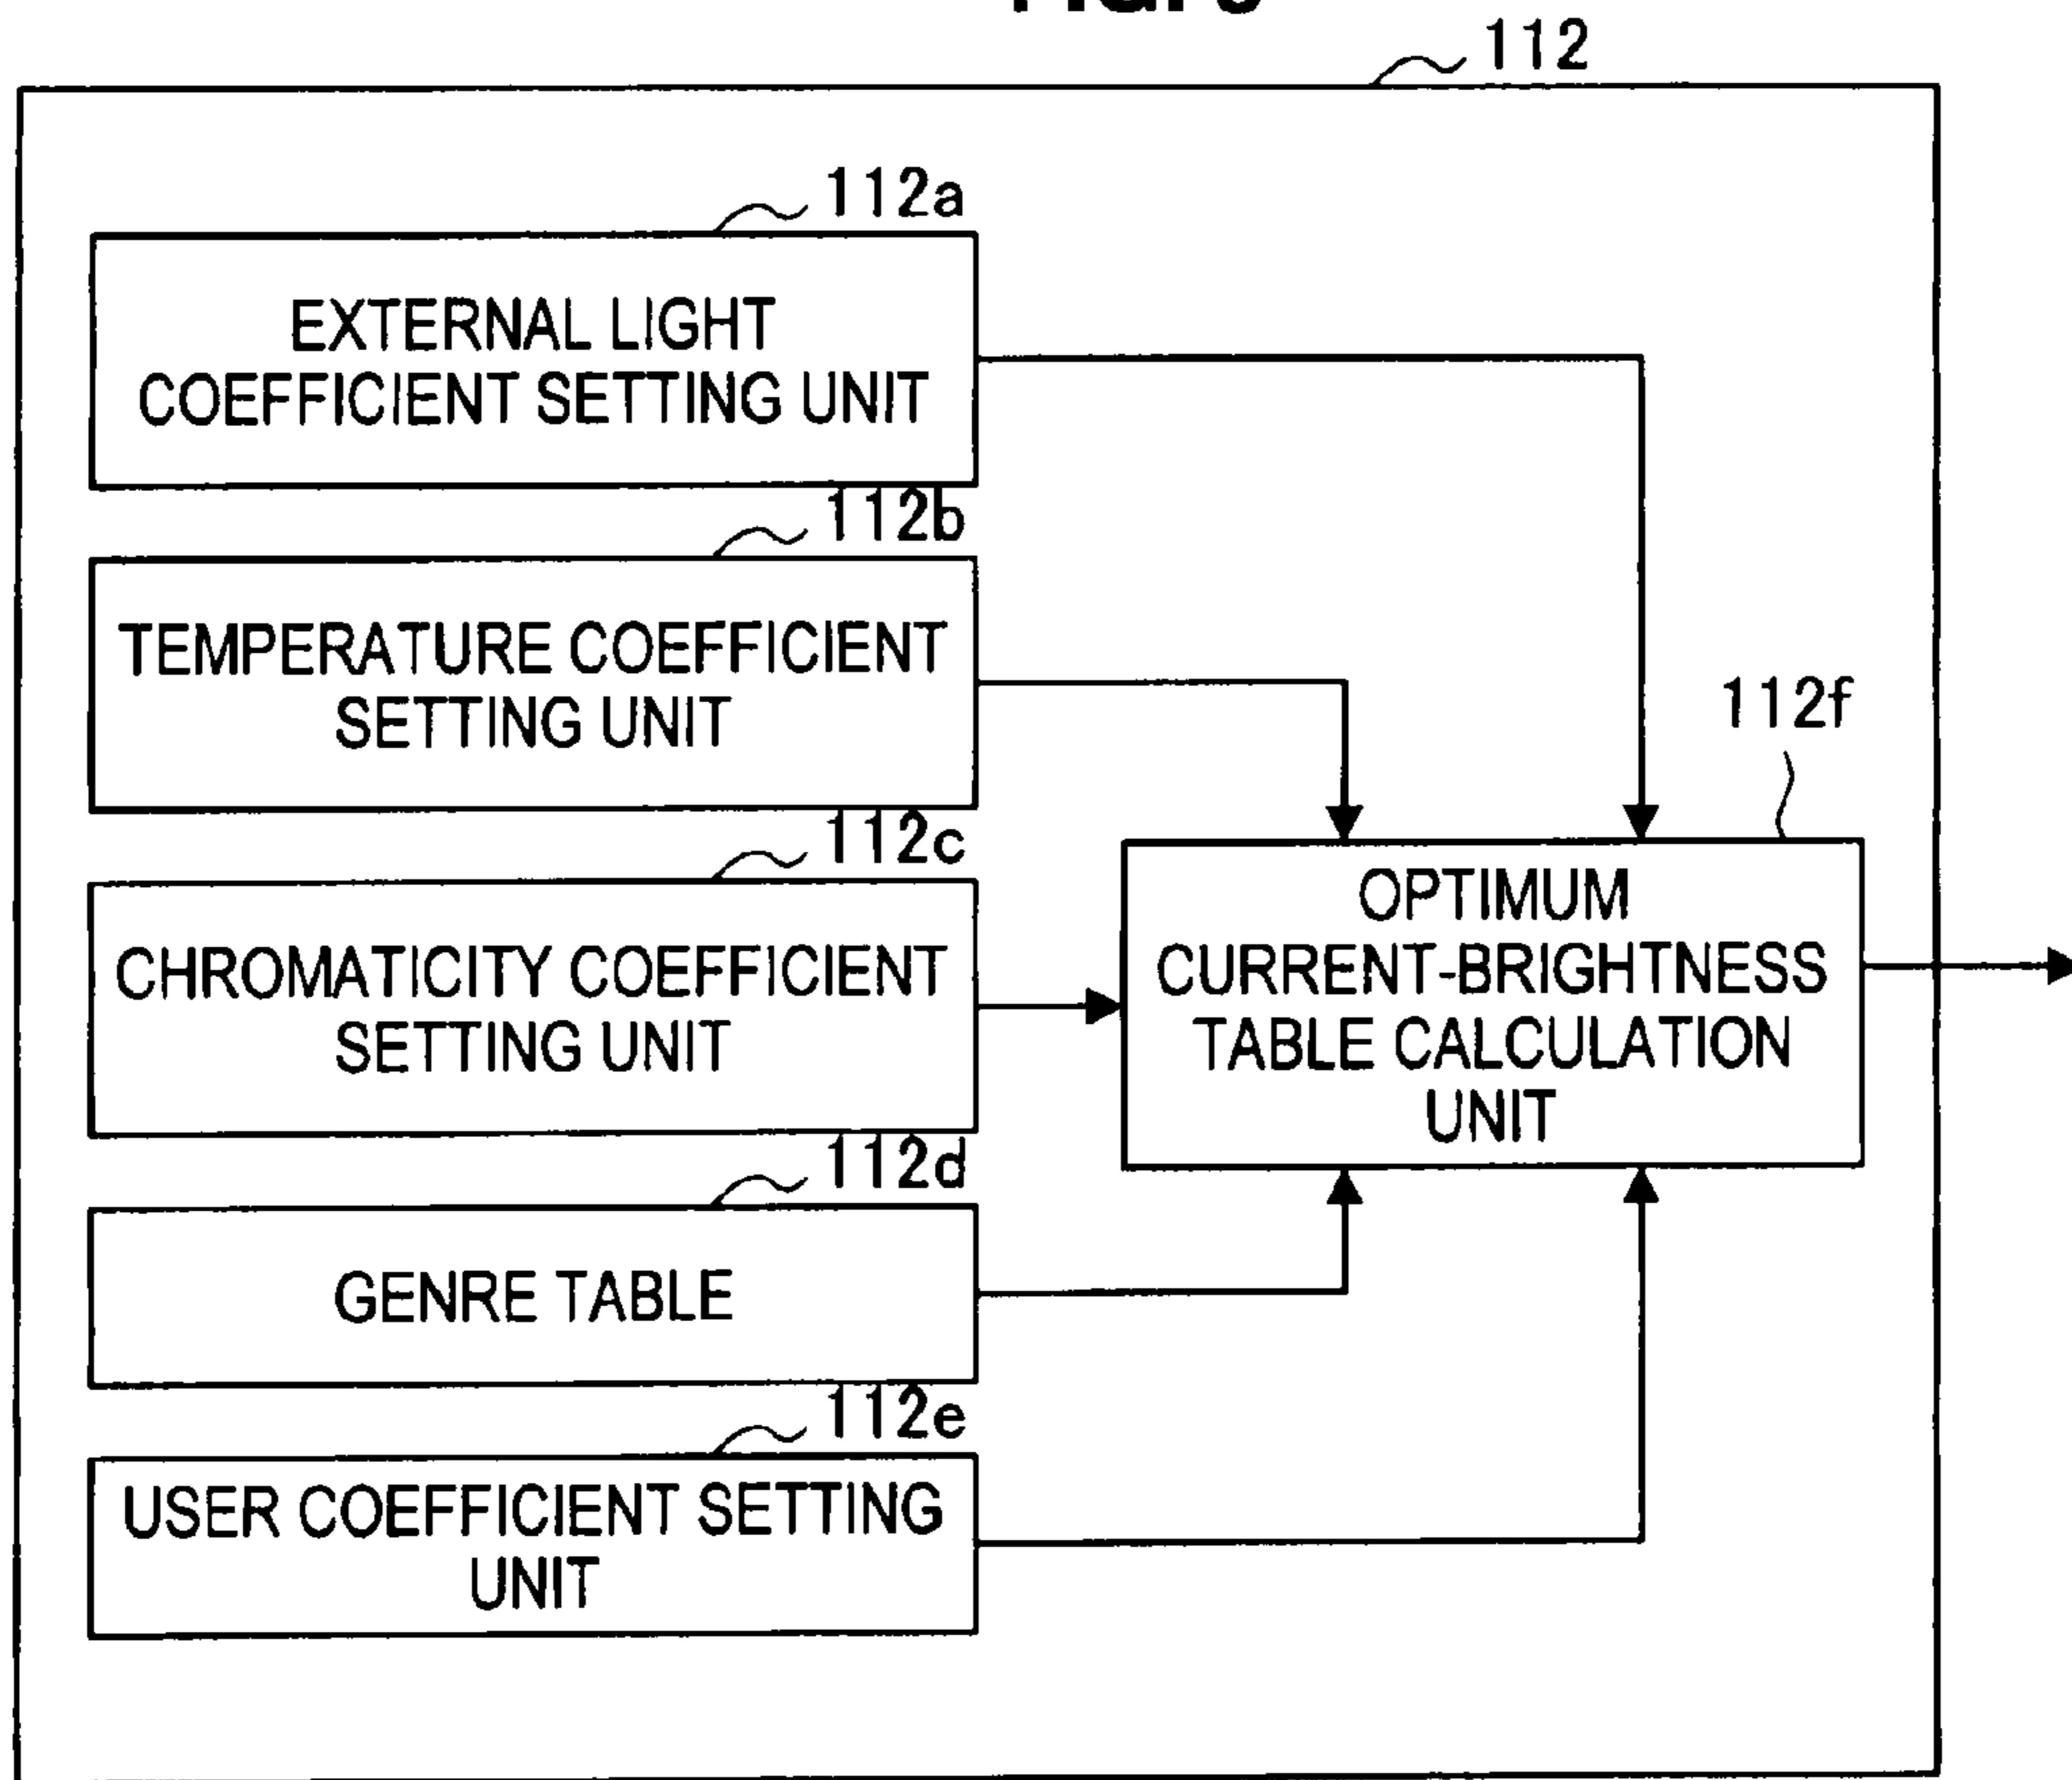 112
112a
EXTERNAL LIGHT
COEFFICIENT SETTING UNIT
112b
TEMPERATURE COEFFICIENT
SETTING UNIT
112c
CHROMATICITY COEFFICIENT
SETTING UNIT
112d
GENRE TABLE
112e
USER COEFFICIENT SETTING
UNIT
112f
OPTIMUM
CURRENT-BRIGHTNESS
TABLE CALCULATION
UNIT